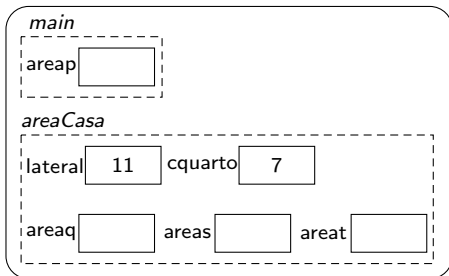 main
areap
areaCasa
lateral 11 cquarto 7
areaq areas areat